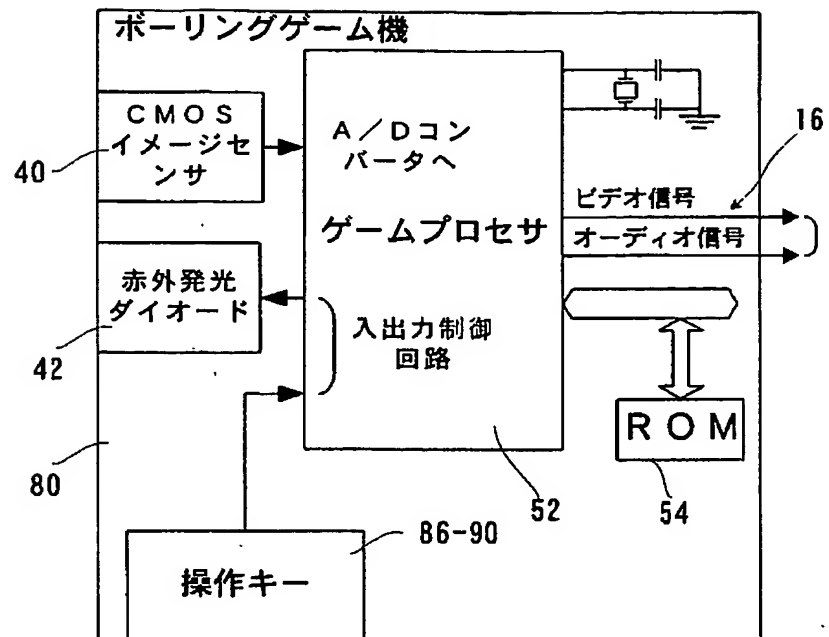 ボーリングゲーム機
CMOS
イメージセ
ンサ
40
A/Dコン
バータへ
ゲームプロセサ
16
ビデオ信号
オーディオ信号
赤外発光
ダイオード
42
入出力制御
回路
ROM
54
80
52
86-90
操作キー